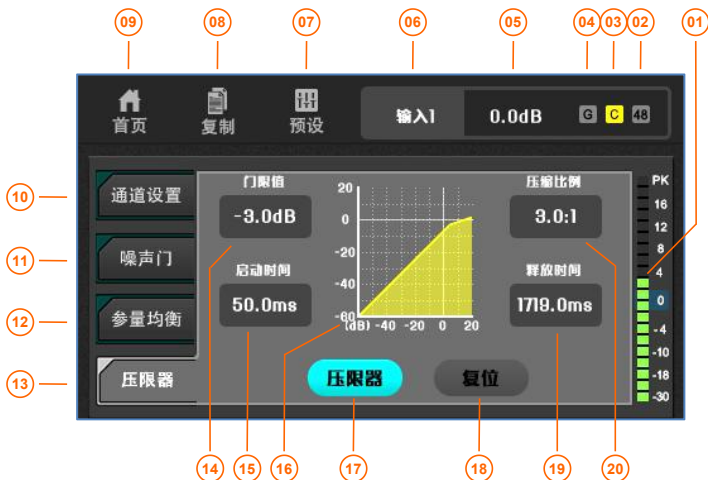 09 08 07 06 05 04 03 02 01
首页 复制 预设 输入1 0.0dB G C 48
10 通道设置
11 噪声门
12 参量均衡
13 压限器
门限值
-3.0dB
启动时间
50.0ms
20
0
-20
-40
-60
(dB) -40 -20 0 20
压缩比例
3.0:1
释放时间
1719.0ms
PK
16
12
8
4
0
-4
-10
-18
-30
压限器 复位
14 15 16 17 18 19 20